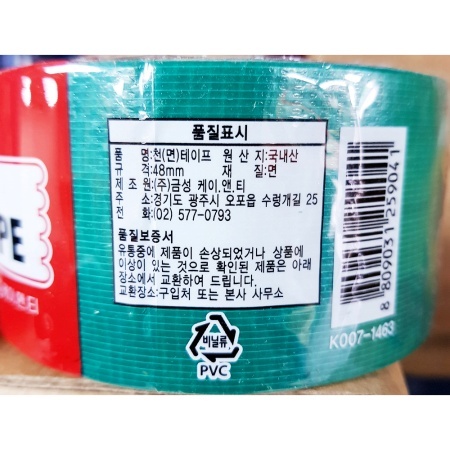 PE
품질표시
품 명:천(면)테이프 원 산 지:국내산
규 격:48mm 재 질:면
제 조 원:(주)금성 케이.앤.티
주 소:경기도 광주시 오포읍 수렁개길 25
전 화:(02) 577-0793
품질보증서
유통중에 제품이 손상되었거나 상품에
이상이 있는 것으로 확인된 제품은 아래
장소에서 교환하여 드립니다.
교환장소:구입처 또는 본사 사무소
비닐류
PVC
8 809031 259041
K007-1463